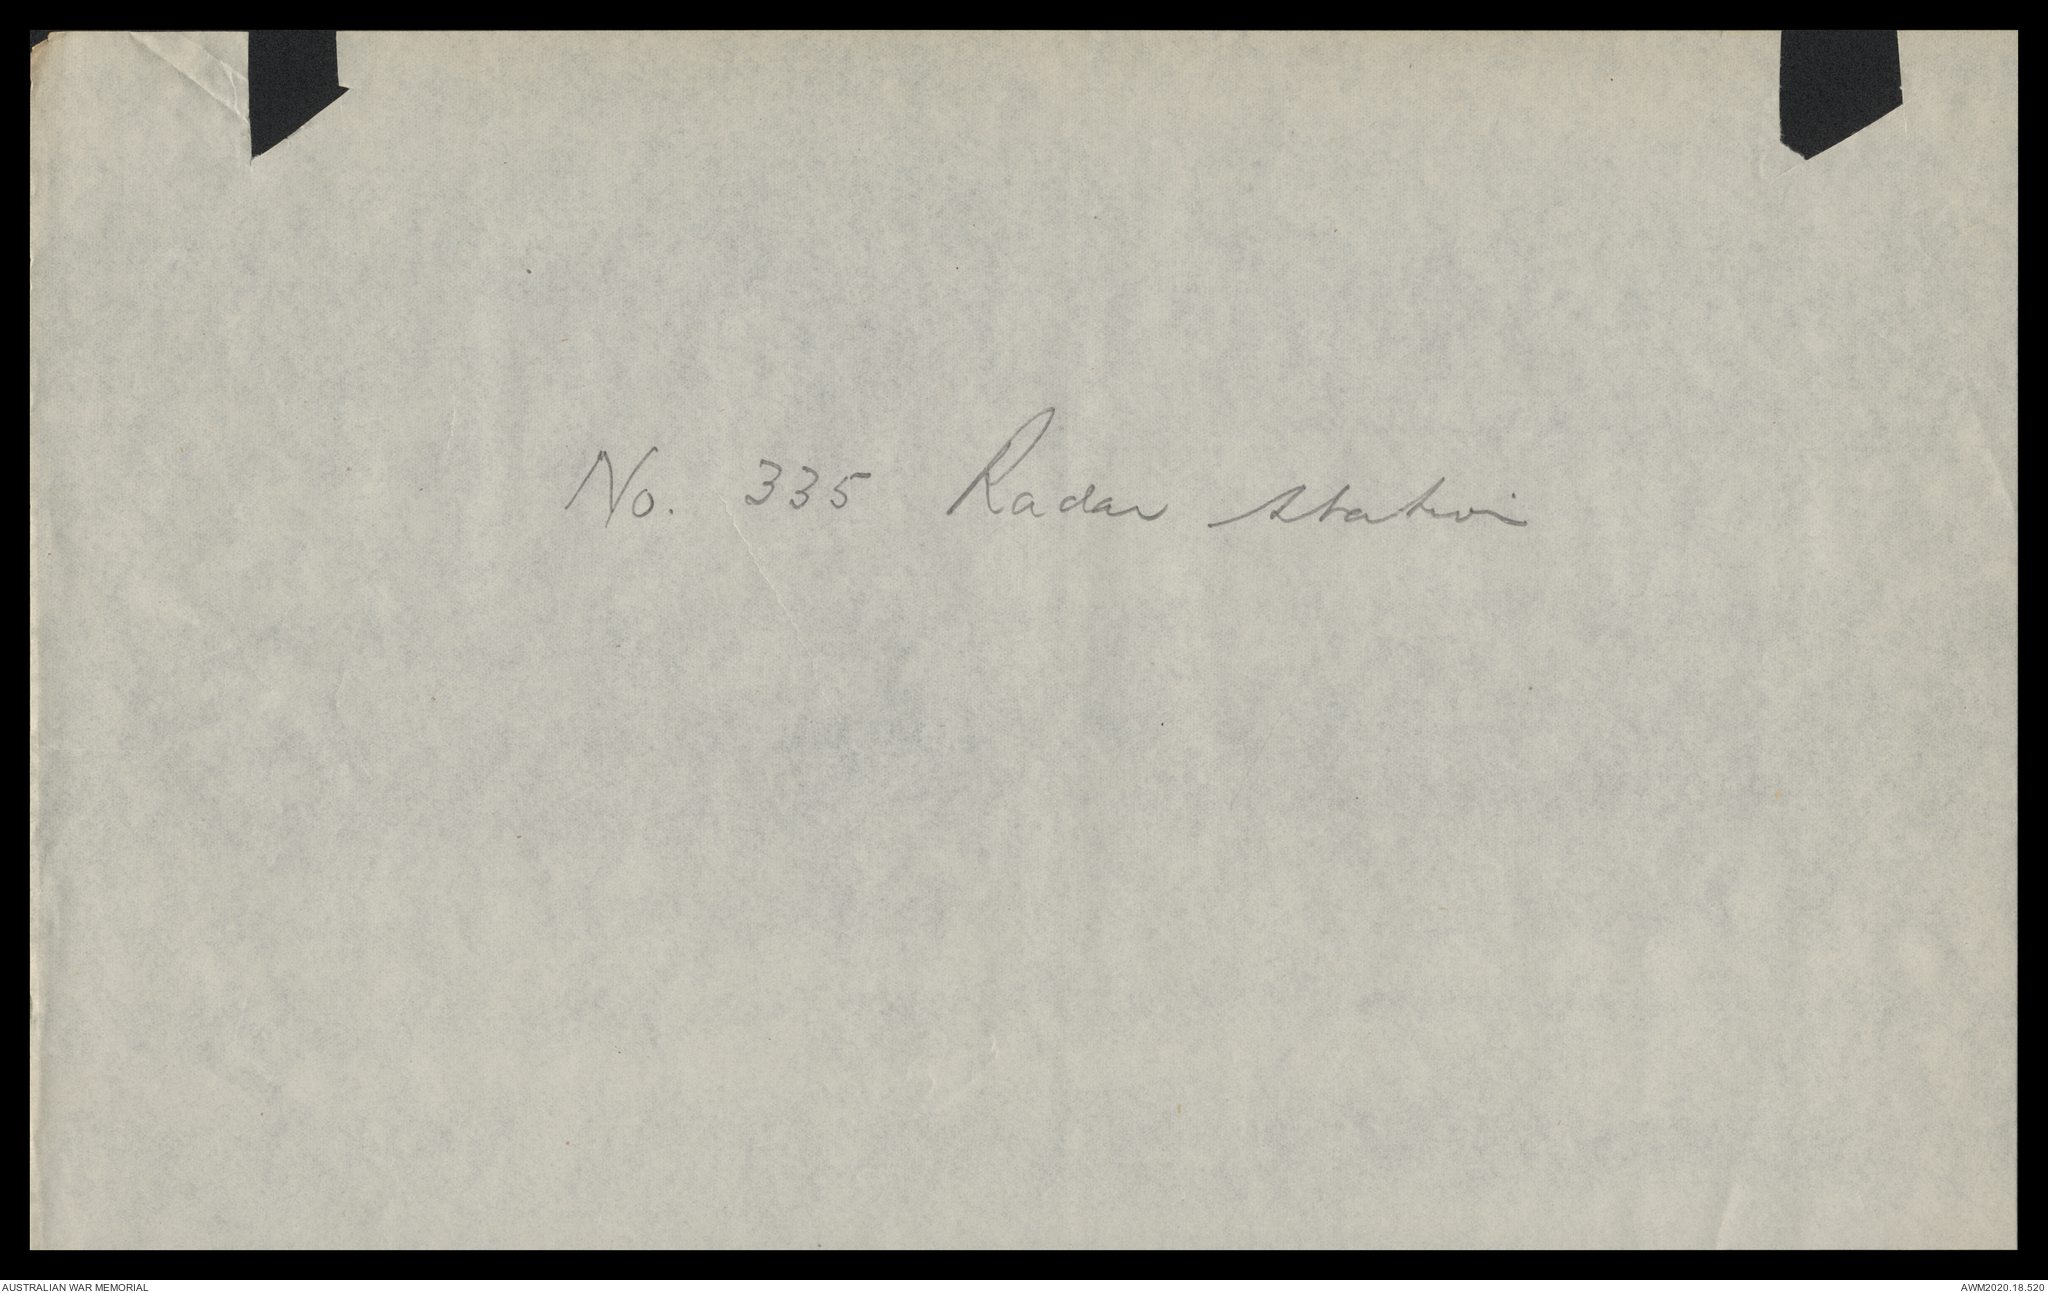 No. 335 Radar station
AUSTRALIAN WAR MEMORIAL
AWM2020.18.520